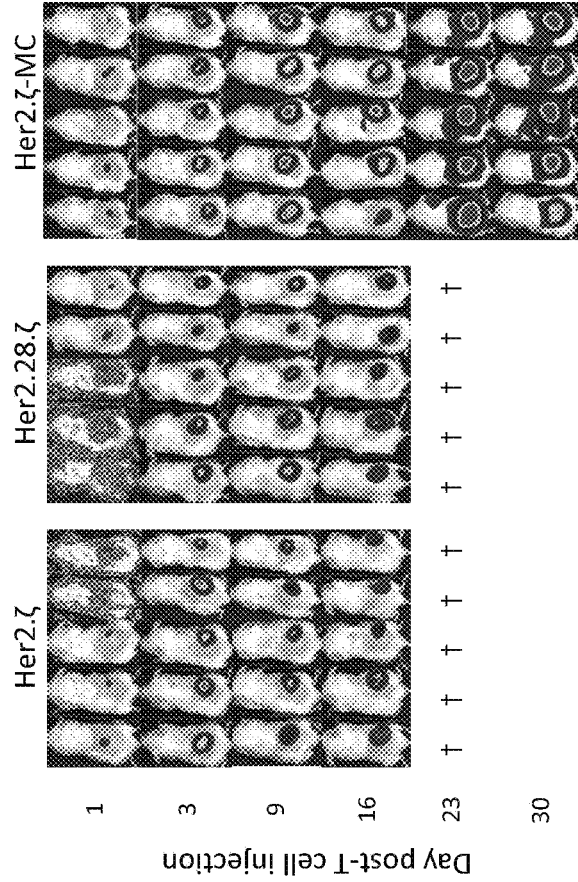 Her2.ζ
Her2.28.ζ
Her2.ζ-MC
Day post-T cell injection
1
3
9
16
23
† † † † †
† † † † †
30